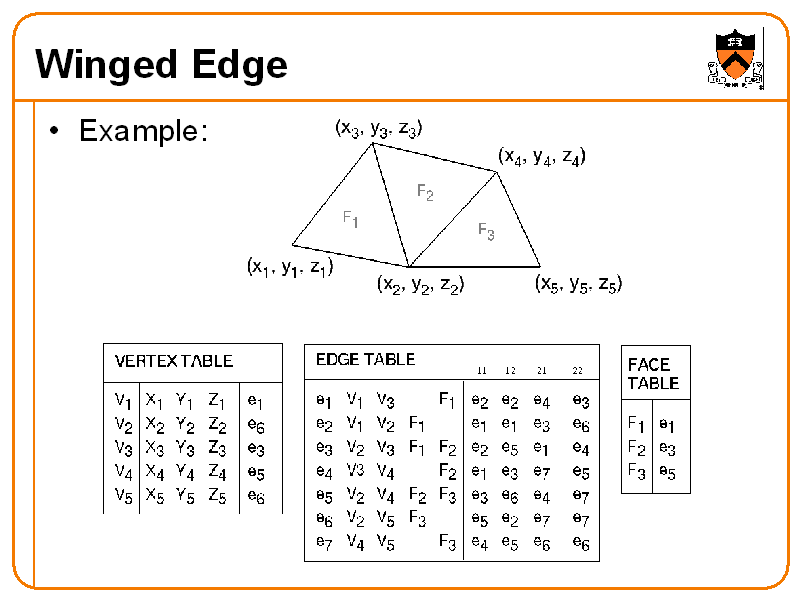 Winged Edge
• Example:
(x3, y3, z3)
(x4, y4, z4)
F2
F1
F3
(x1, y1, z1)
(x2, y2, z2)
(x5, y5, z5)
VERTEX TABLE
V1 X1 Y1 Z1 e1
V2 X2 Y2 Z2 e6
V3 X3 Y3 Z3 e3
V4 X4 Y4 Z4 e5
V5 X5 Y5 Z5 e6
EDGE TABLE 11 12 21 22
e1 V1 V3 F1 e2 e2 e4 e3
e2 V1 V2 F1 e1 e1 e3 e6
e3 V2 V3 F1 F2 e2 e5 e1 e4
e4 V3 V4 F2 e1 e3 e7 e5
e5 V2 V4 F2 F3 e3 e6 e4 e7
e6 V2 V5 F3 e5 e2 e7 e7
e7 V4 V5 F3 e4 e5 e6 e6
FACE
TABLE
F1 e1
F2 e3
F3 e5